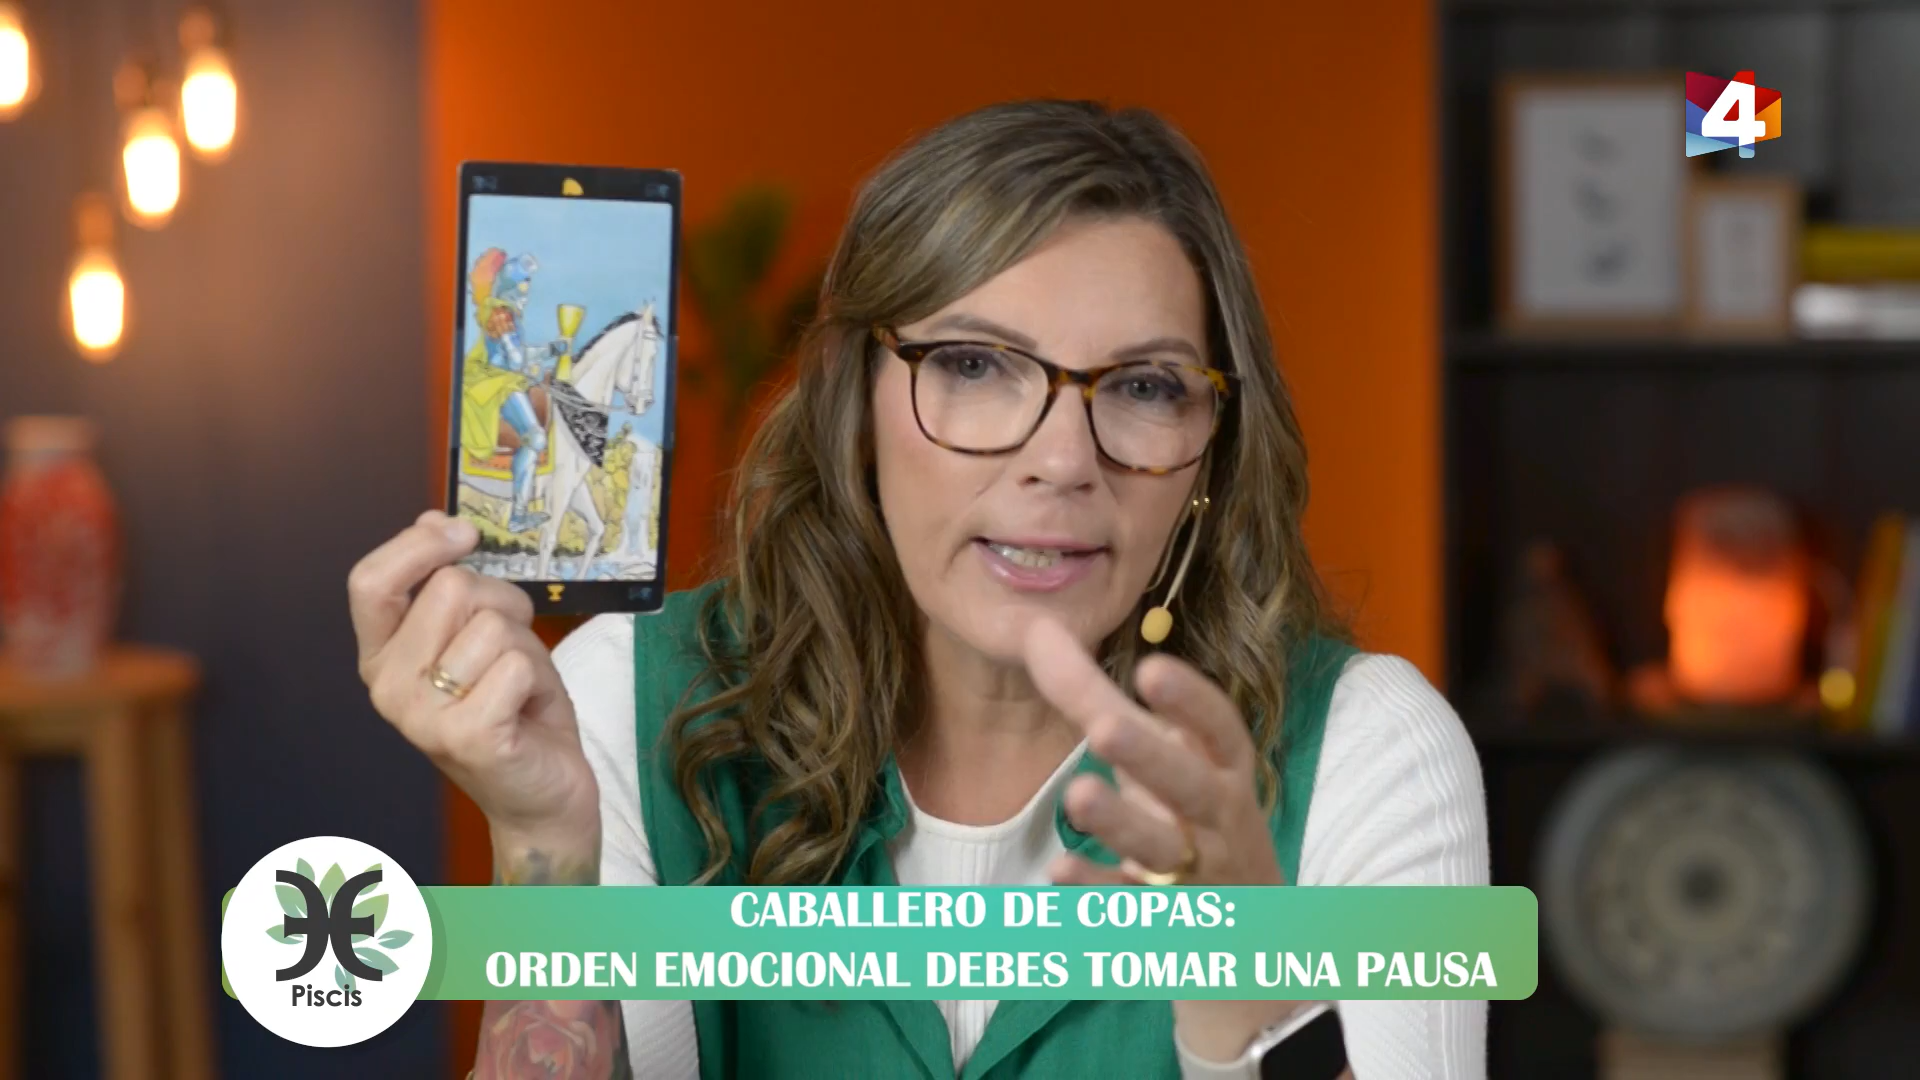 4
CABALLERO DE COPAS:
ORDEN EMOCIONAL DEBES TOMAR UNA PAUSA
Piscis